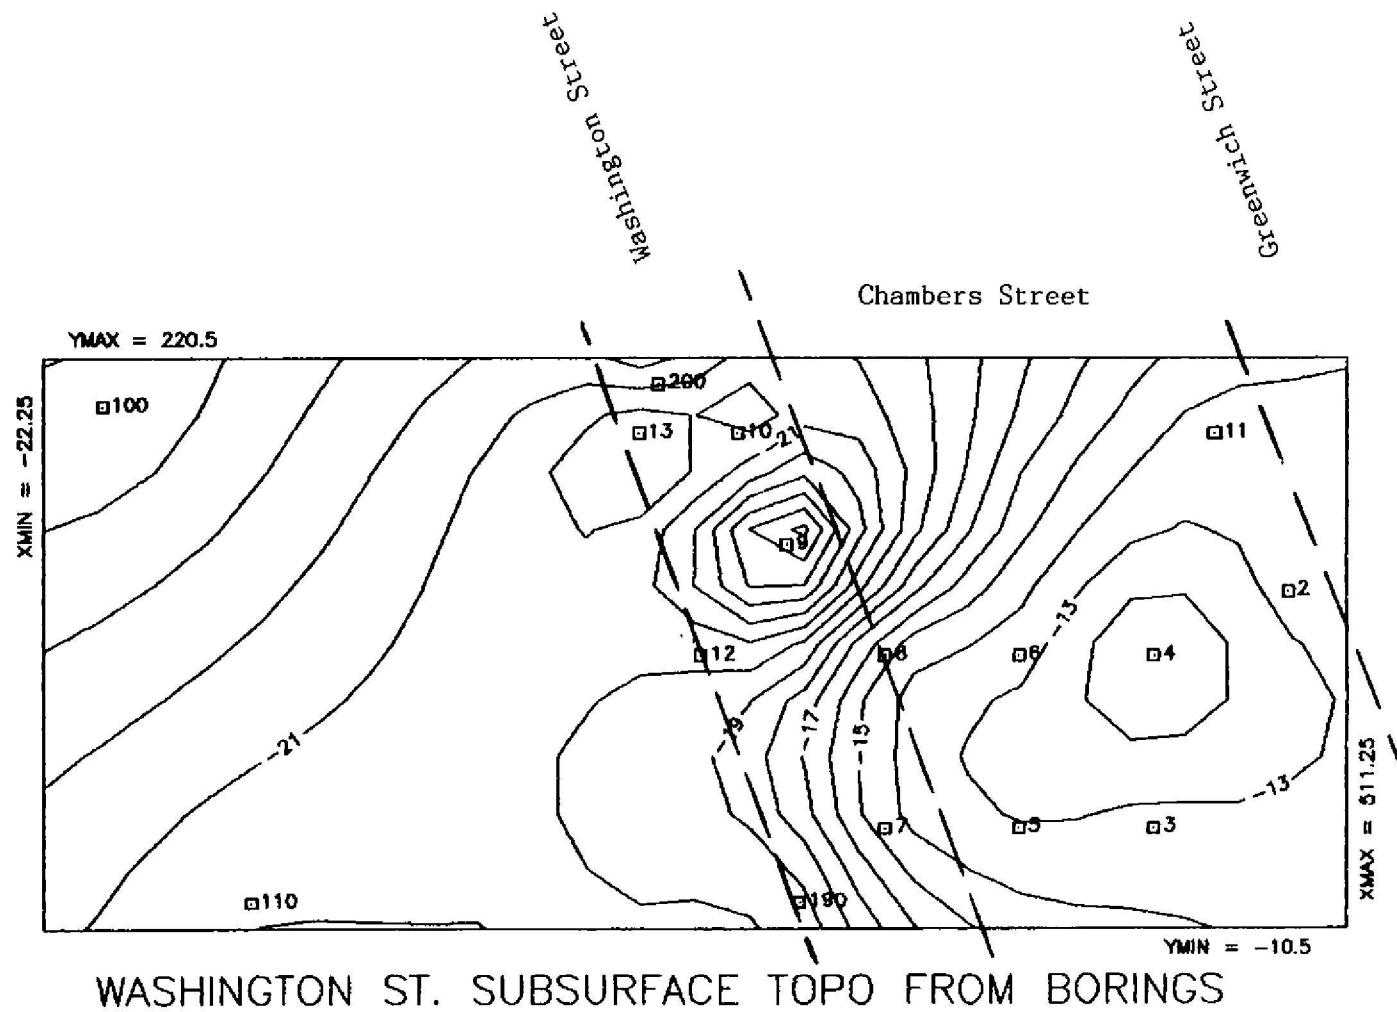 Washington Street
Greenwich Street
Chambers Street
YMAX = 220.5
XMIN = -22.25
100
200
13
10
-21
11
9
2
-13
12
8
6
4
-19
-17
-15
-21
-13
7
5
3
110
190
XMAX = 511.25
YMIN = -10.5
WASHINGTON ST. SUBSURFACE TOPO FROM BORINGS